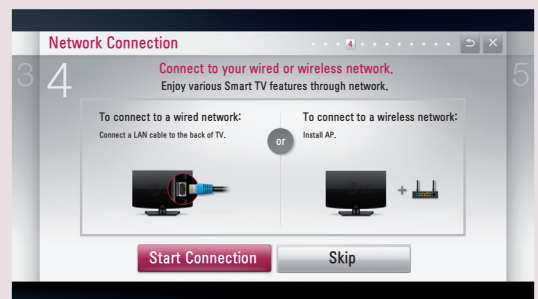 Network Connection
4
3
4
5
Connect to your wired or wireless network.
Enjoy various Smart TV features through network.
To connect to a wired network:
Connect a LAN cable to the back of TV.
or
To connect to a wireless network:
Install AP.
+
Start Connection
Skip